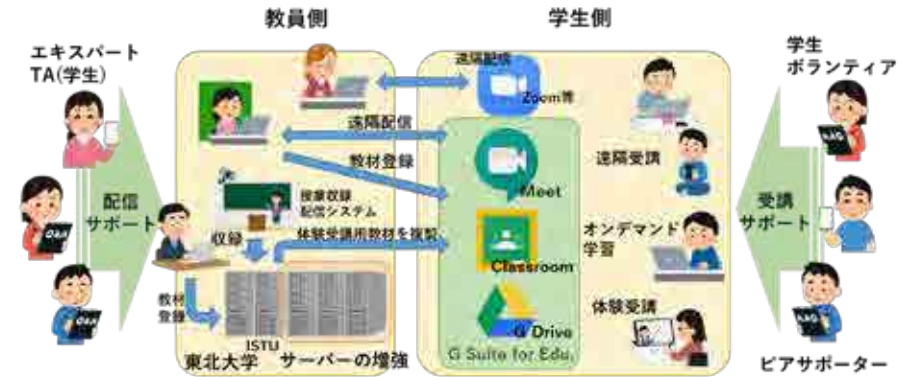 教員側
学生側
エキスパート
TA(学生)
学生
ボランティア
遠隔配信
Zoom等
遠隔配信
教材登録
Meet
遠隔受講
配信
サポート
授業収録
配信システム
収録
体験受講用教材を複製
Classroom
オンデマンド
学習
受講
サポート
教材
登録
G Drive
体験受講
ISTU
東北大学
サーバーの増強
G Suite for Edu.
ピアサポーター
Q&A
Q&A
Q&A
Q&A